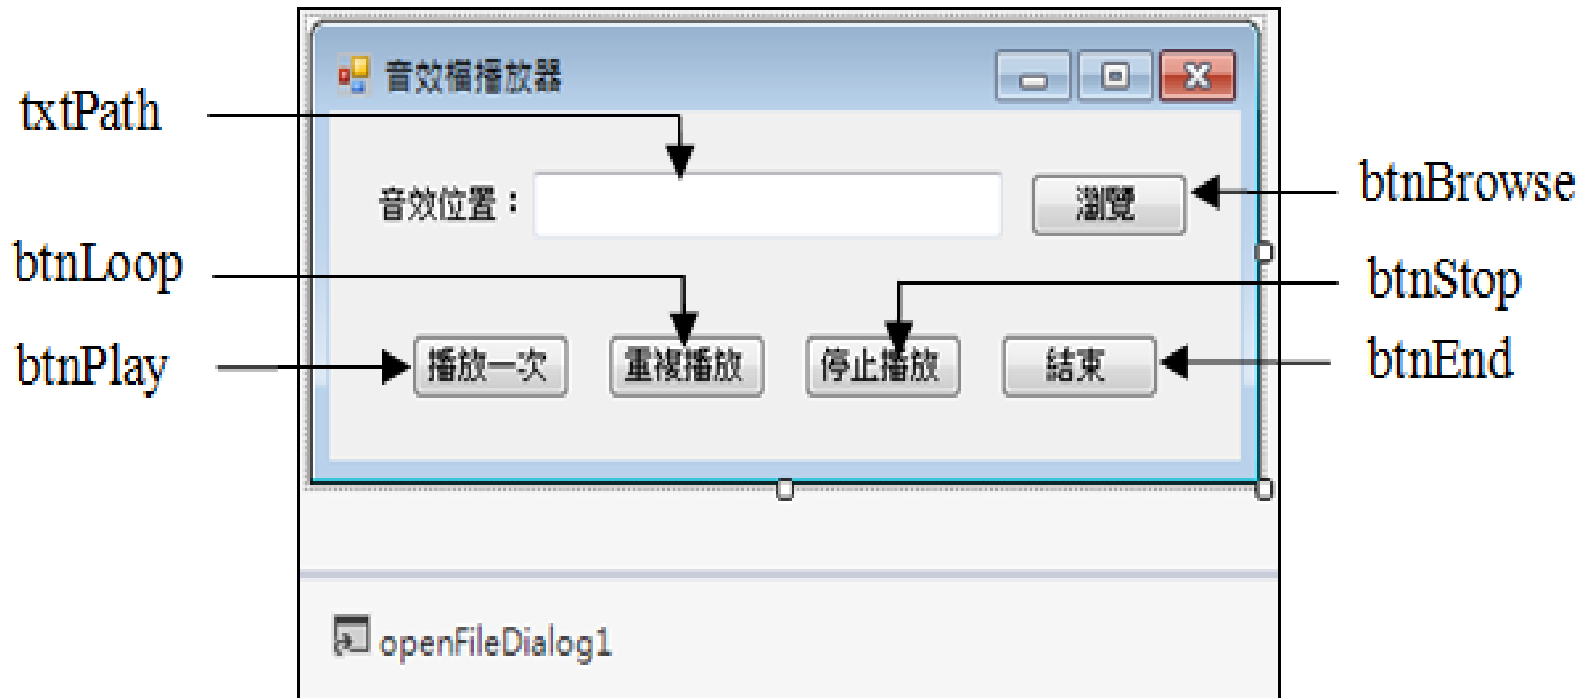 音效檔播放器
txtPath
音效位置：
瀏覽
btnBrowse
btnLoop
btnStop
btnPlay
播放一次
重複播放
停止播放
結束
btnEnd
openFileDialog1